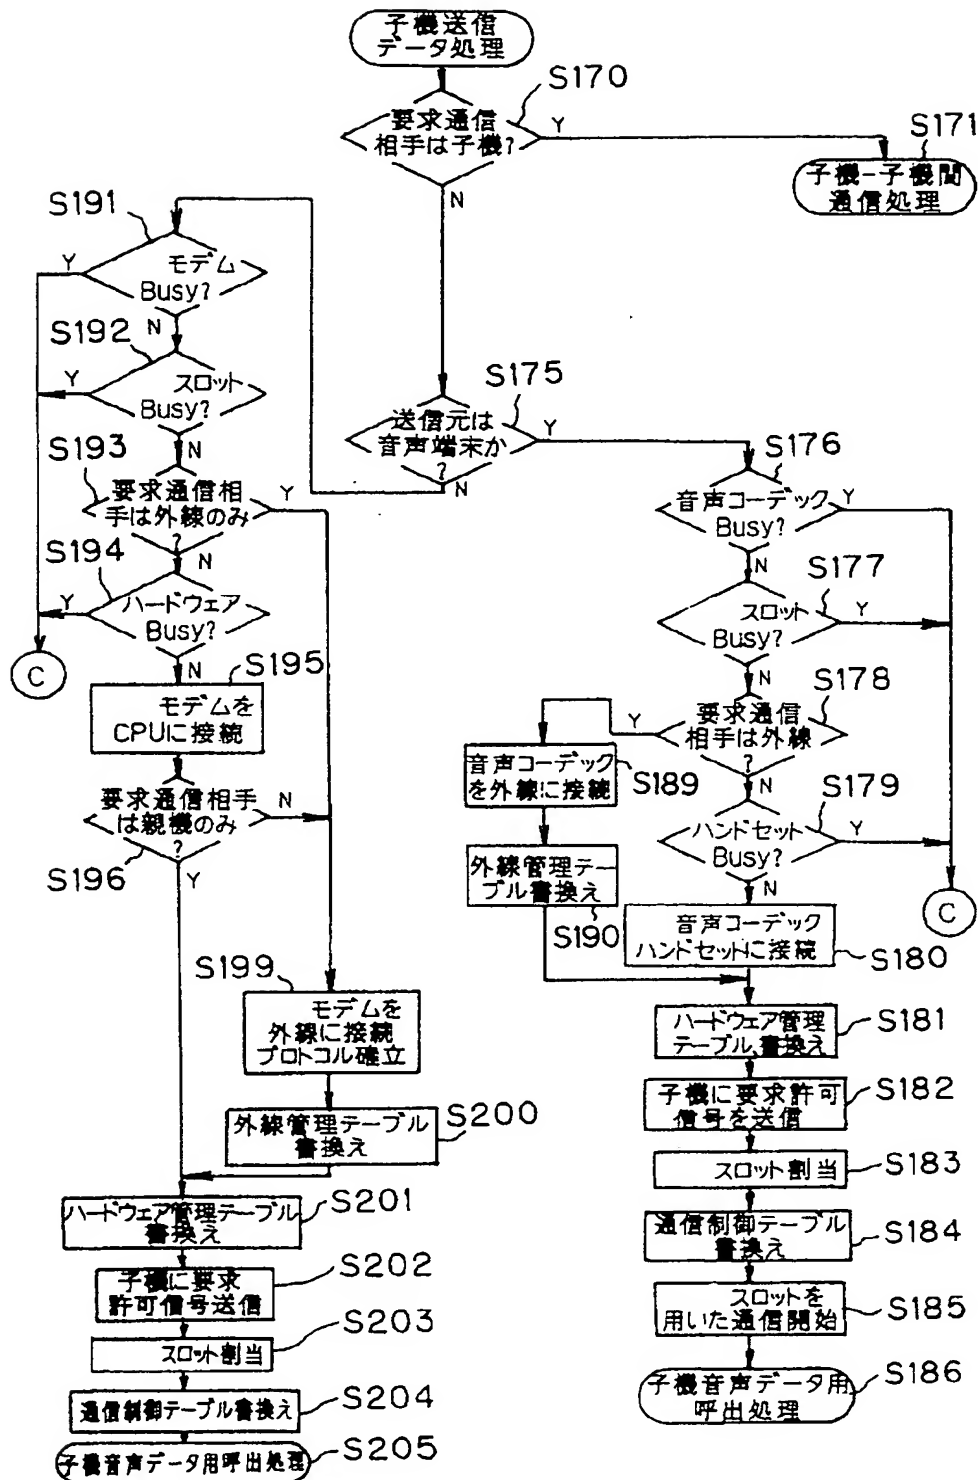 子機送信
データ処理
S170
要求通信
相手は子機?
Y
N
S171
子機-子機間
通信処理
S175
送信元は
音声端末か
?
Y
N
S191
モデム
Busy?
Y
N
S192
スロット
Busy?
Y
N
S193
要求通信相
手は外線のみ
?
Y
N
S194
ハードウェア
Busy?
Y
N
C
S195
モデムを
CPUに接続
要求通信相手
は親機のみ
?
N
Y
S196
S199
モデムを
外線に接続
プロトコル確立
S200
外線管理テーブル
書換え
S201
ハードウェア管理テーブル
書換え
S202
子機に要求
許可信号送信
S203
スロット割当
S204
通信制御テーブル書換え
S205
子機音声データ用呼出処理
S176
音声コーデック
Busy?
Y
N
S177
スロット
Busy?
Y
N
S178
要求通信
相手は外線
?
Y
N
S189
音声コーデック
を外線に接続
外線管理テー
ブル書換え
S190
S179
ハンドセット
Busy?
Y
N
C
音声コーデック
ハンドセットに接続
S180
ハードウェア管理
テーブル書換え
S181
子機に要求許可
信号を送信
S182
スロット割当
S183
通信制御テーブル
書換え
S184
スロットを
用いた通信開始
S185
子機音声データ用
呼出処理
S186